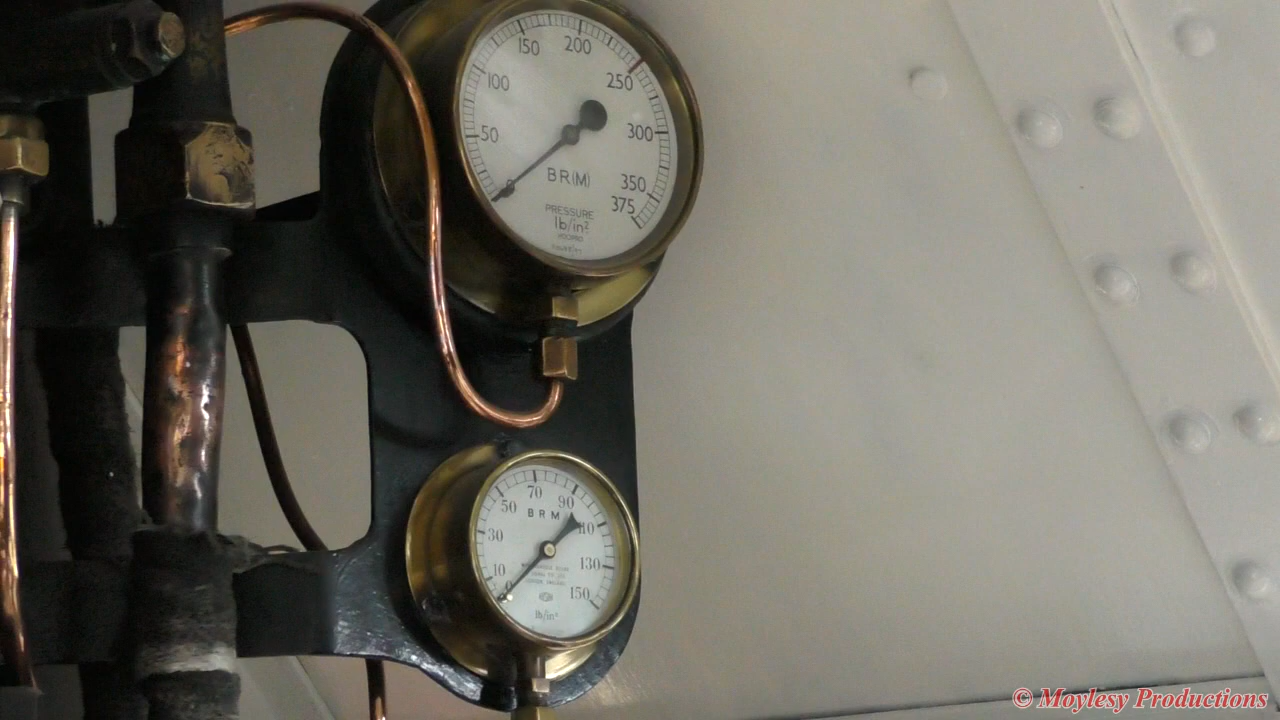 150 200
100 250
50 300
BR(M) 350
375
PRESSURE
lb/in²
70
50 90
BRM
30 110
10 130
0 150
lb/in²
© Moylesy Productions